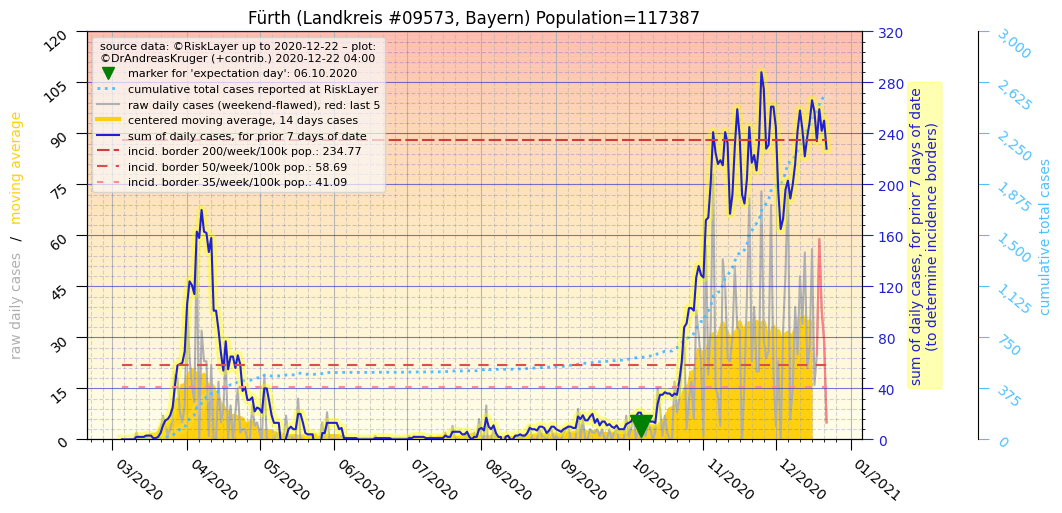 Fürth (Landkreis #09573, Bayern) Population=117387
source data: ©RiskLayer up to 2020-12-22 – plot:
©DrAndreasKruger (+contrib.) 2020-12-22 04:00
marker for 'expectation day': 06.10.2020
cumulative total cases reported at RiskLayer
raw daily cases (weekend-flawed), red: last 5
centered moving average, 14 days cases
sum of daily cases, for prior 7 days of date
incid. border 200/week/100k pop.: 234.77
incid. border 50/week/100k pop.: 58.69
incid. border 35/week/100k pop.: 41.09
raw daily cases / moving average
120
105
90
75
60
45
30
15
0
03/2020
04/2020
05/2020
06/2020
07/2020
08/2020
09/2020
10/2020
11/2020
12/2020
01/2021
320
280
240
200
160
120
80
40
0
sum of daily cases, for prior 7 days of date
(to determine incidence borders)
3,000
2,625
2,250
1,875
1,500
1,125
750
375
0
cumulative total cases